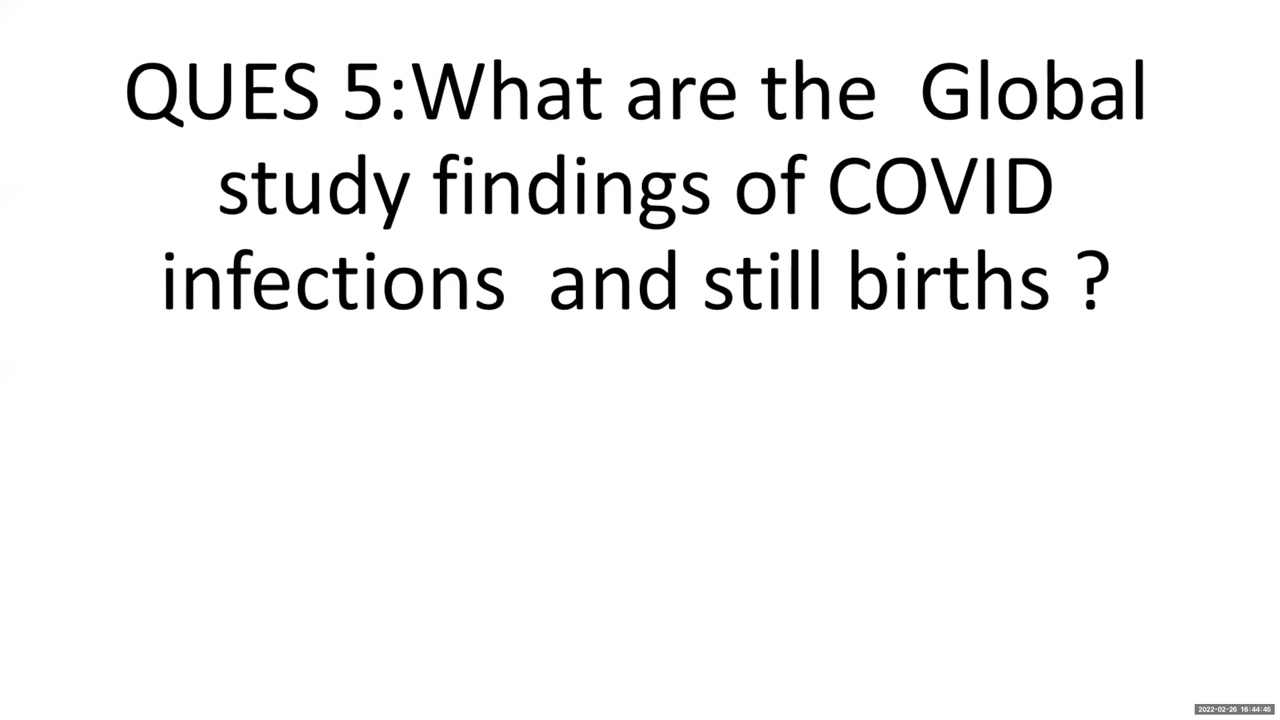 QUES 5:What are the  Global
study findings of COVID
infections  and still births ?
2022-02-26 16:44:45